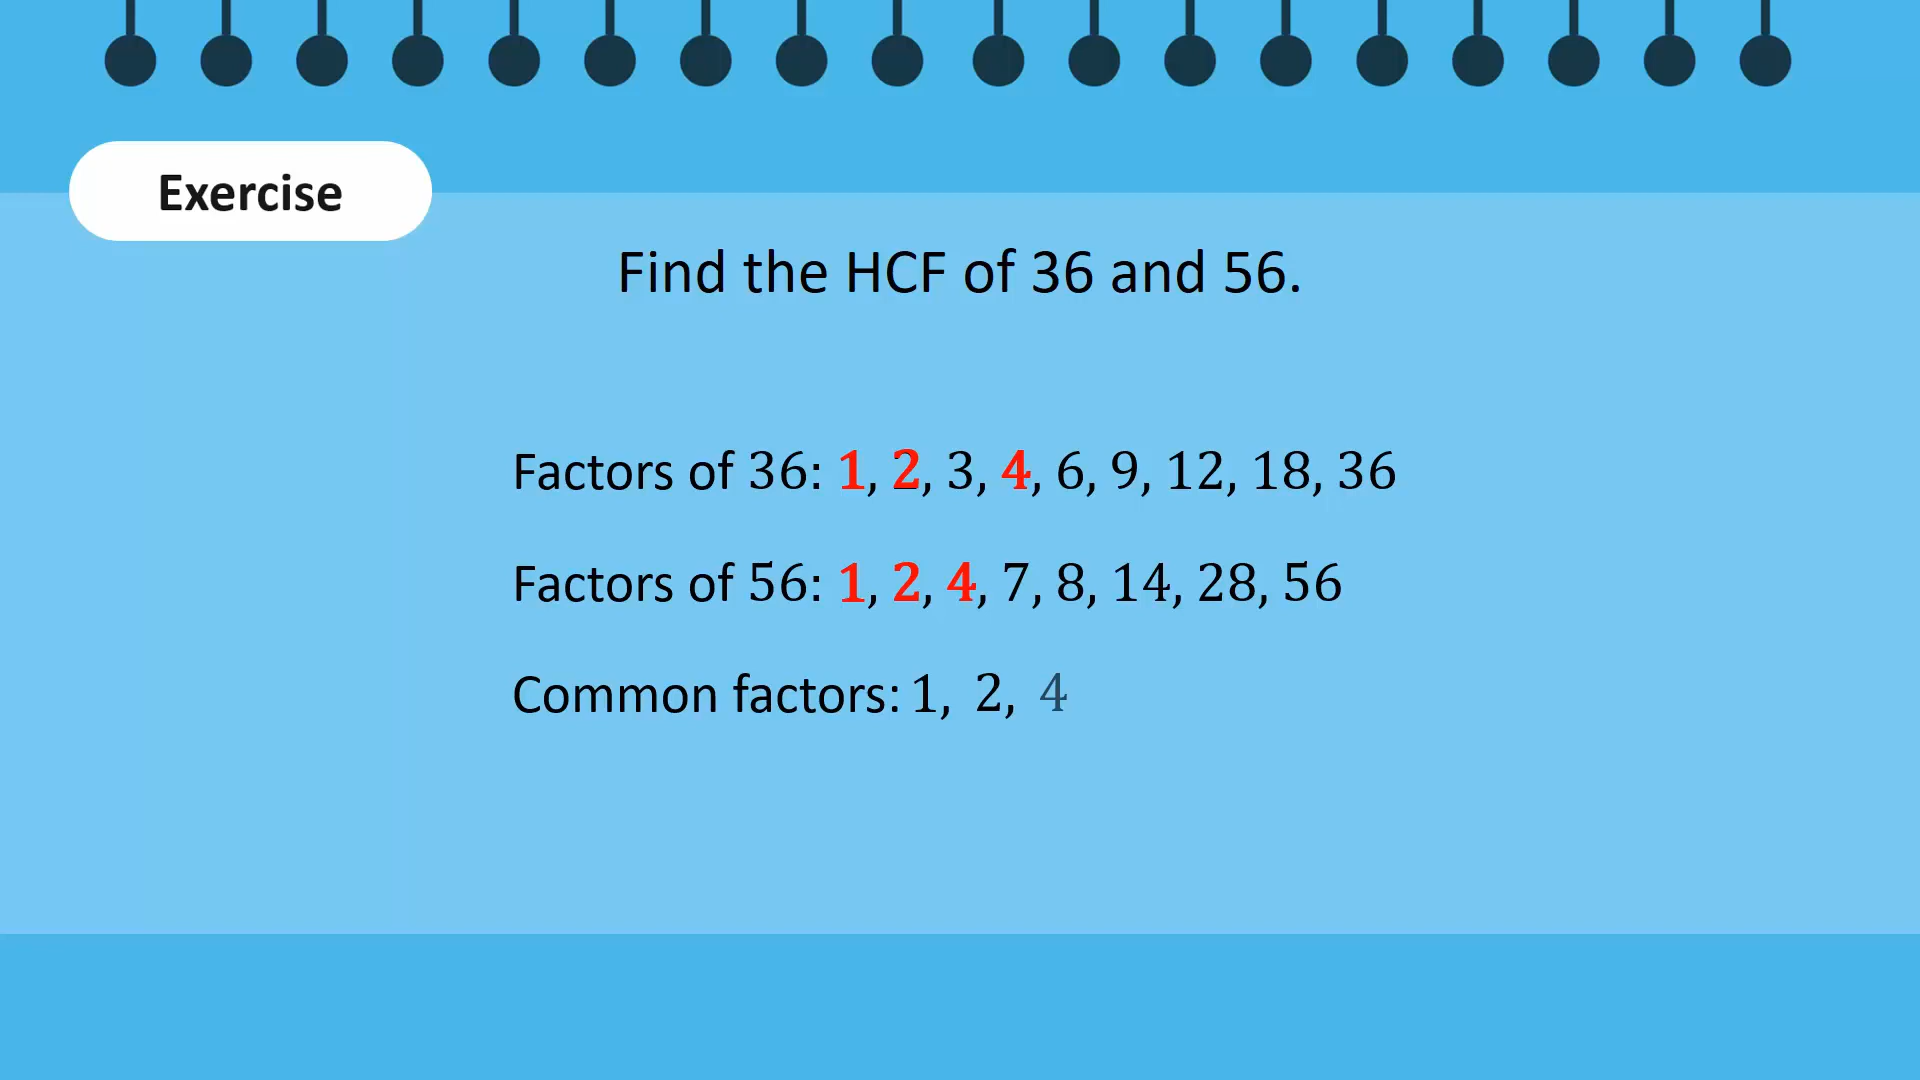 Exercise
Find the HCF of 36 and 56.
Factors of 36: 1, 2, 3, 4, 6, 9, 12, 18, 36
Factors of 56: 1, 2, 4, 7, 8, 14, 28, 56
Common factors: 1, 2, 4